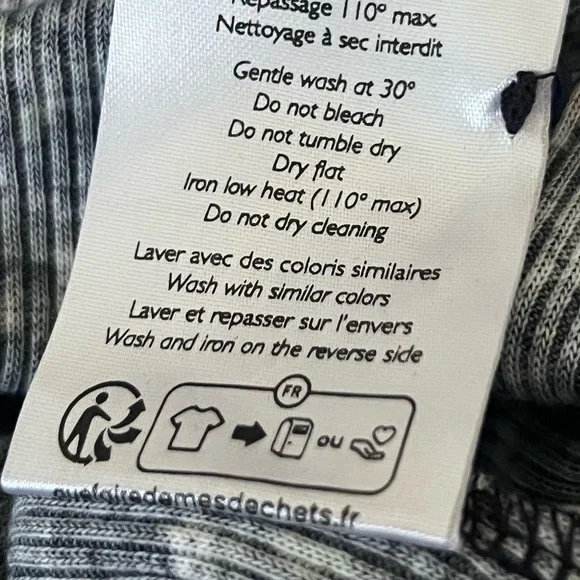 Repassage 110° max
Nettoyage à sec interdit
Gentle wash at 30°
Do not bleach
Do not tumble dry
Dry flat
Iron low heat (110° max)
Do not dry cleaning
Laver avec des coloris similaires
Wash with similar colors
Laver et repasser sur l'envers
Wash and iron on the reverse side
FR
ou
quefairedemesdechets.fr